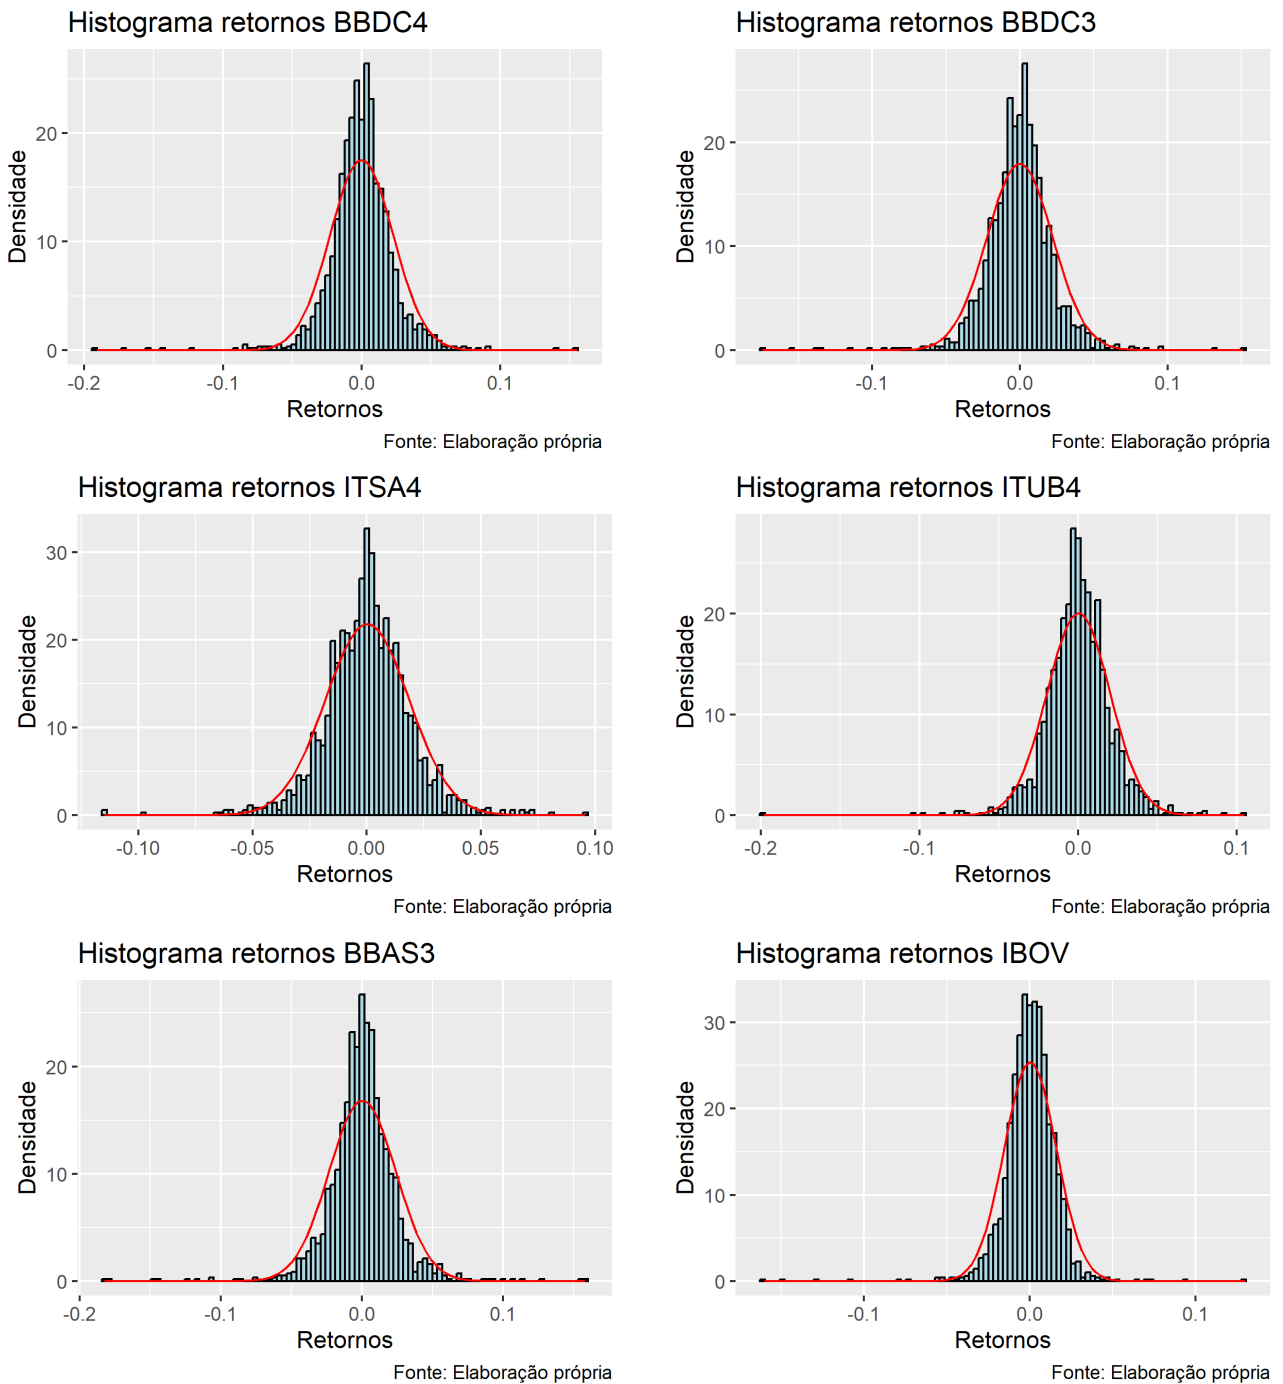 Histograma retornos BBDC4
Densidade
20
10
0
-0.2 -0.1 0.0 0.1
Retornos
Fonte: Elaboração própria
Histograma retornos BBDC3
Densidade
20
10
0
-0.1 0.0 0.1
Retornos
Fonte: Elaboração própria
Histograma retornos ITSA4
Densidade
30
20
10
0
-0.10 -0.05 0.00 0.05 0.10
Retornos
Fonte: Elaboração própria
Histograma retornos ITUB4
Densidade
20
10
0
-0.2 -0.1 0.0 0.1
Retornos
Fonte: Elaboração própria
Histograma retornos BBAS3
Densidade
20
10
0
-0.2 -0.1 0.0 0.1
Retornos
Fonte: Elaboração própria
Histograma retornos IBOV
Densidade
30
20
10
0
-0.1 0.0 0.1
Retornos
Fonte: Elaboração própria